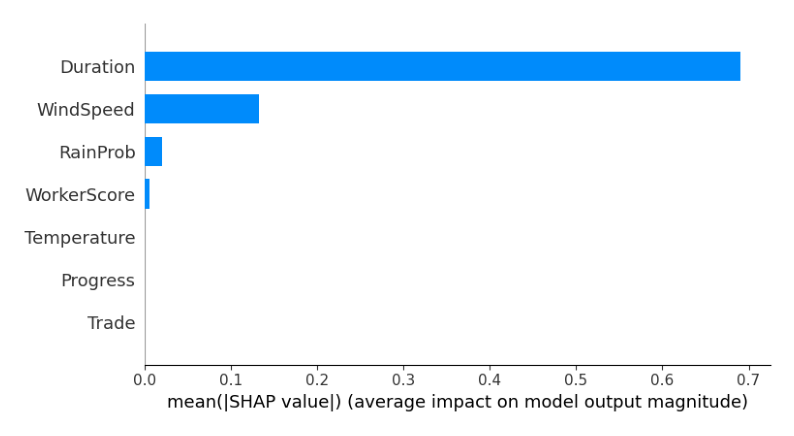 Duration
WindSpeed
RainProb
WorkerScore
Temperature
Progress
Trade
0.0 0.1 0.2 0.3 0.4 0.5 0.6 0.7
mean(|SHAP value|) (average impact on model output magnitude)